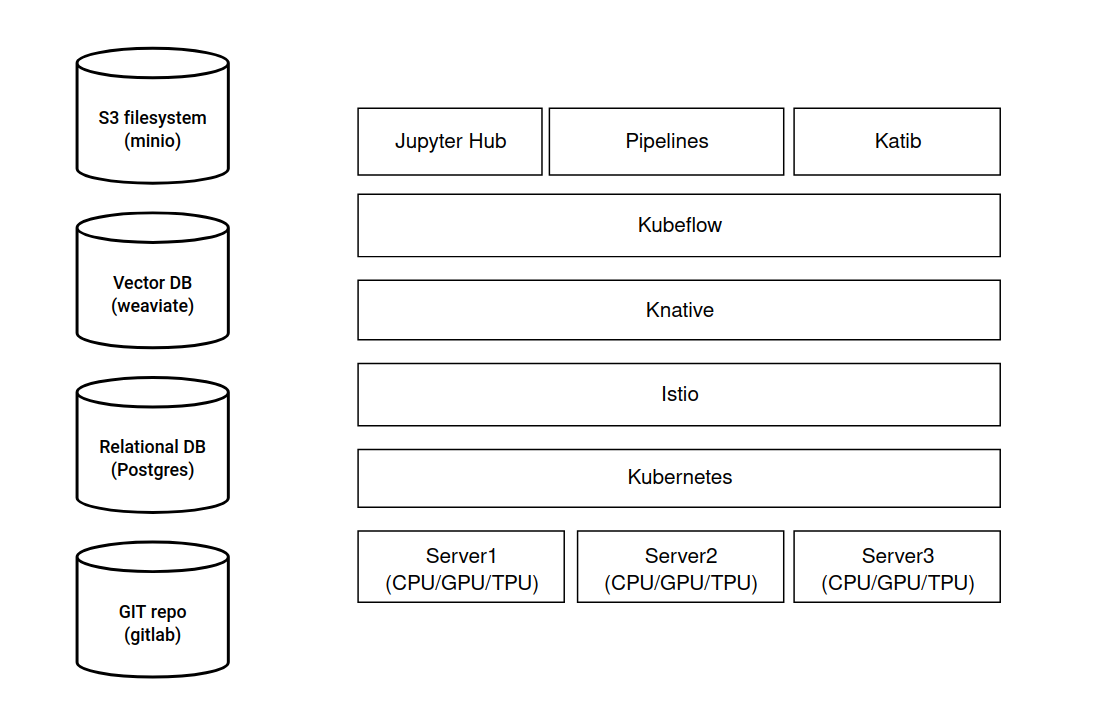 S3 filesystem
(minio)
Vector DB
(weaviate)
Relational DB
(Postgres)
GIT repo
(gitlab)
Jupyter Hub
Pipelines
Katib
Kubeflow
Knative
Istio
Kubernetes
Server1
(CPU/GPU/TPU)
Server2
(CPU/GPU/TPU)
Server3
(CPU/GPU/TPU)